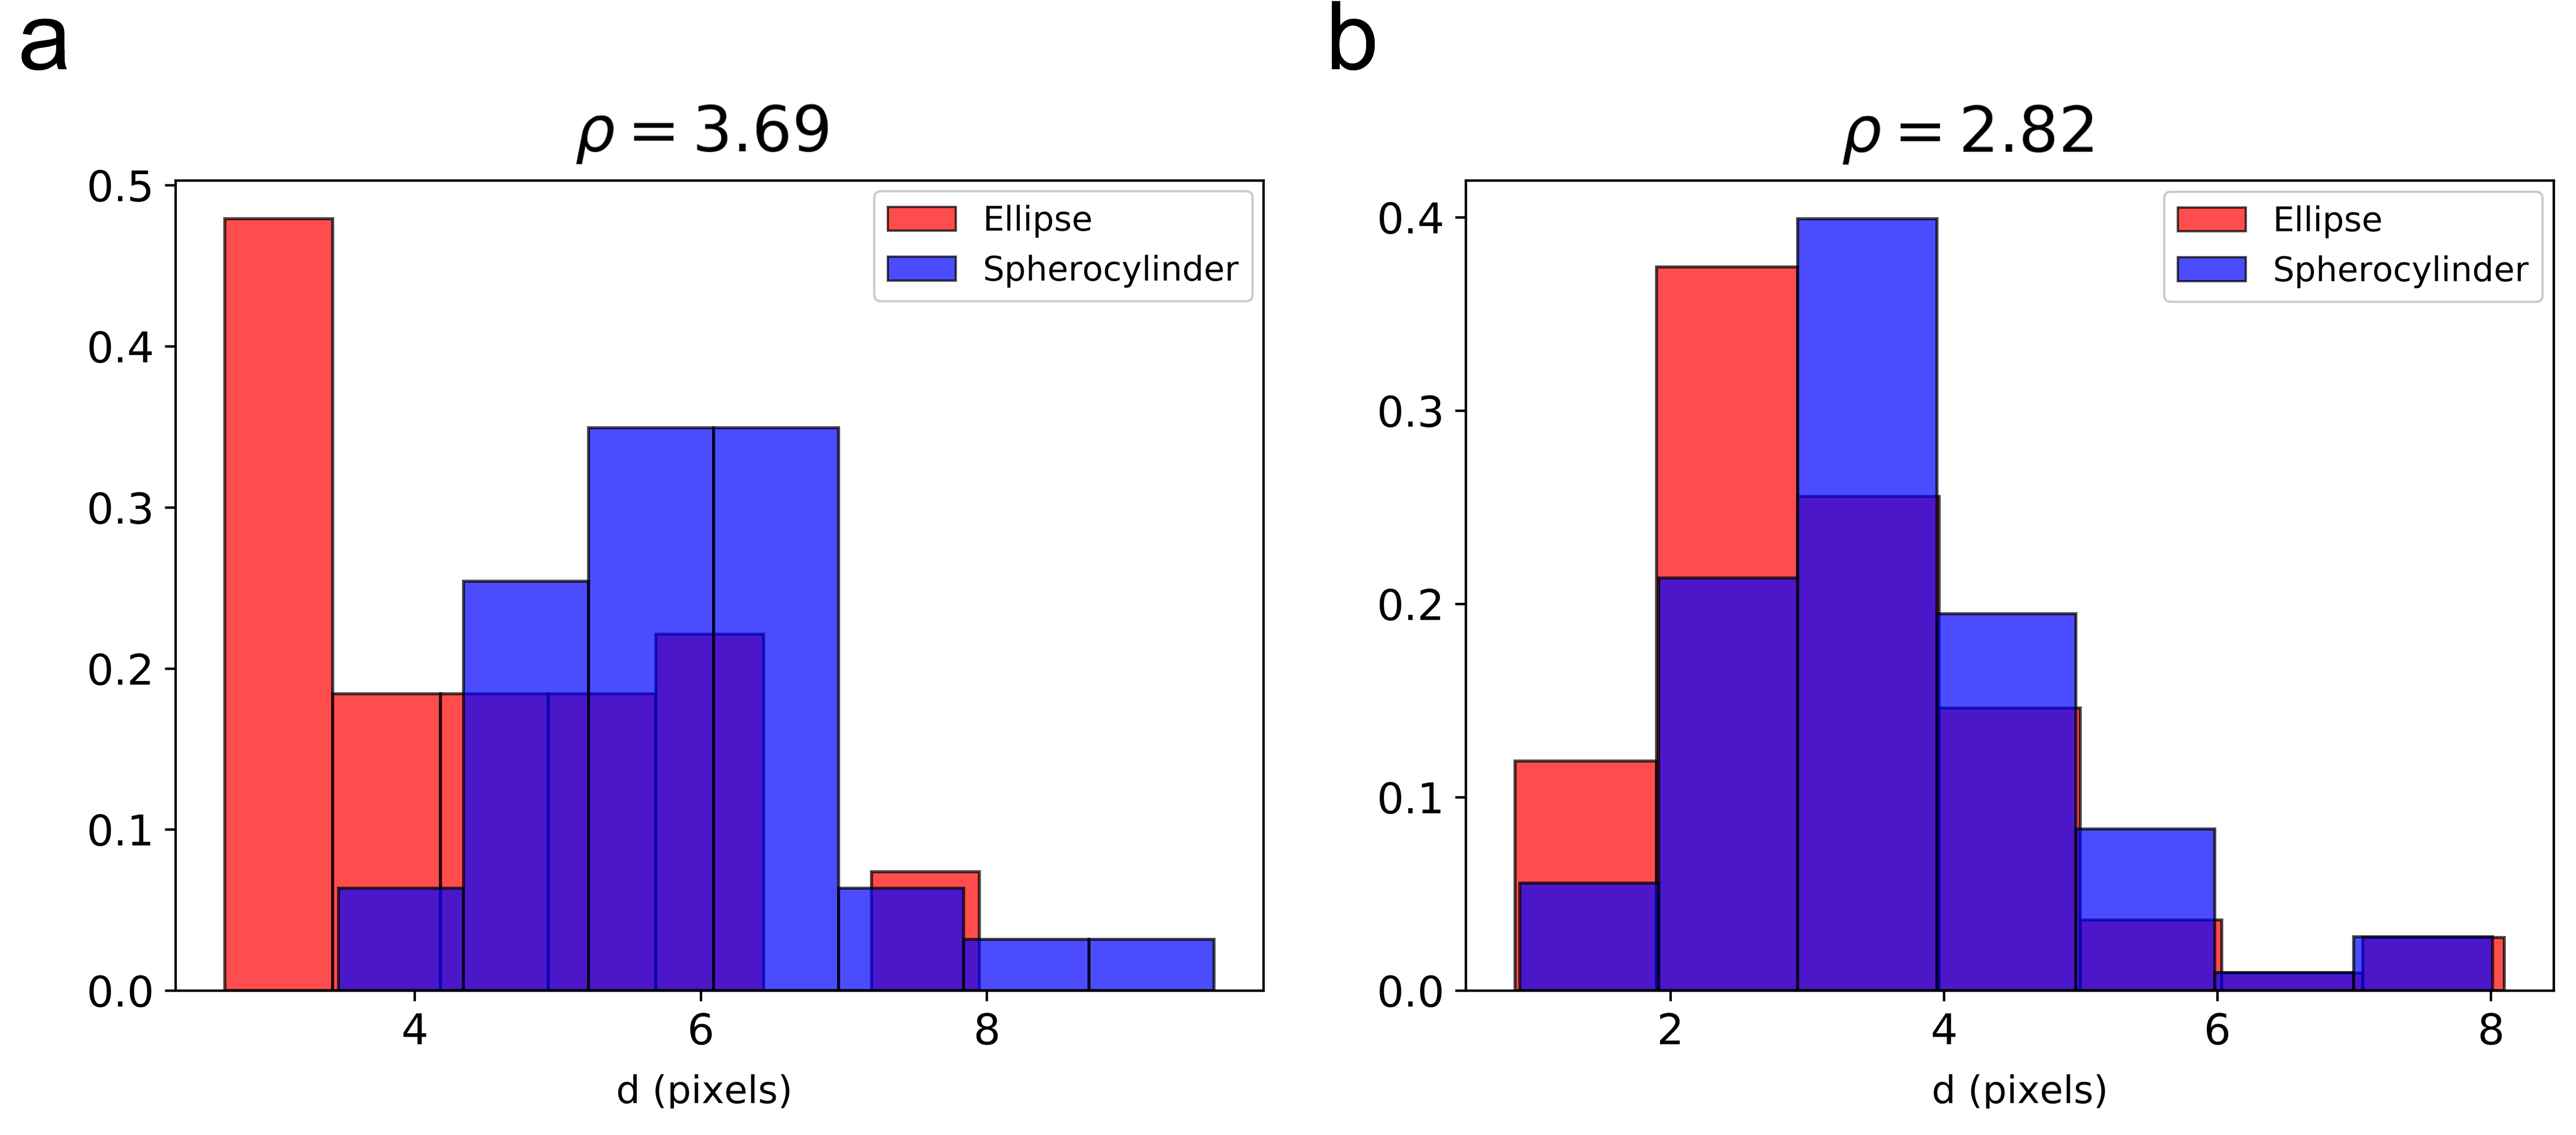 a
ρ = 3.69
0.5
0.4
0.3
0.2
0.1
0.0
Ellipse
Spherocylinder
4 6 8
d (pixels)
b
ρ = 2.82
0.4
0.3
0.2
0.1
0.0
Ellipse
Spherocylinder
2 4 6 8
d (pixels)